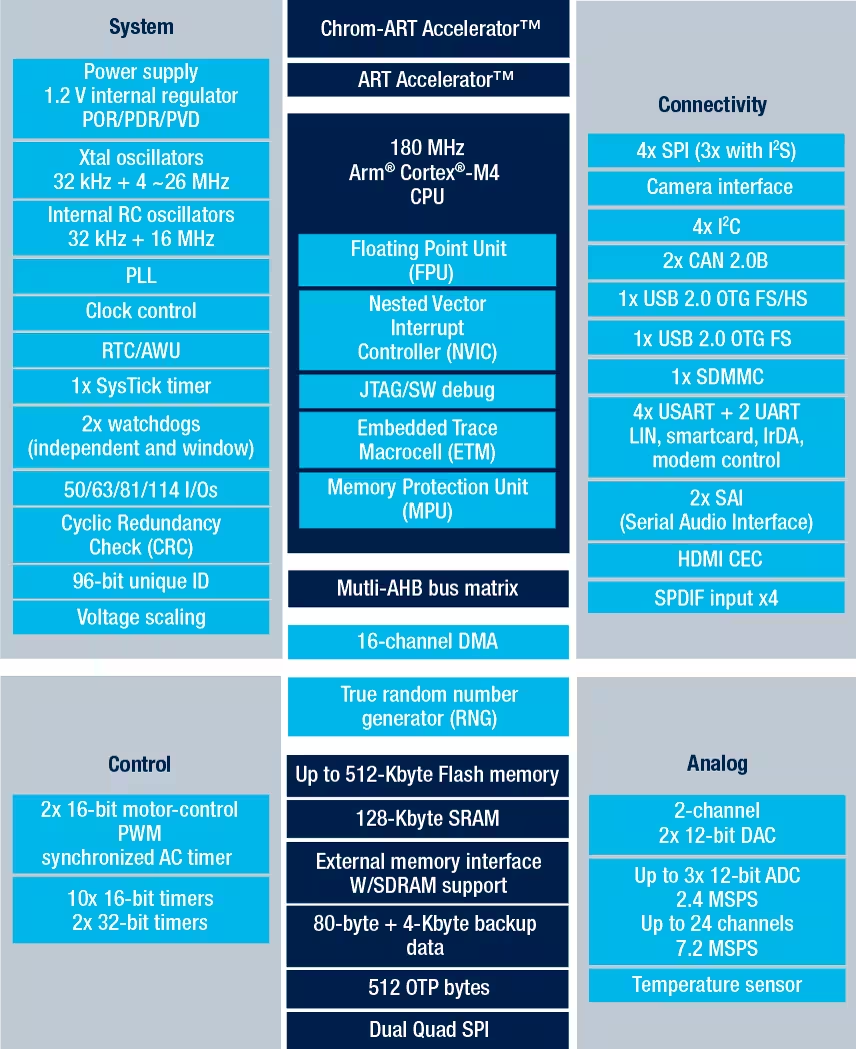 System
Power supply
1.2 V internal regulator
POR/PDR/PVD
Xtal oscillators
32 kHz + 4 ~26 MHz
Internal RC oscillators
32 kHz + 16 MHz
PLL
Clock control
RTC/AWU
1x SysTick timer
2x watchdogs
(independent and window)
50/63/81/114 I/Os
Cyclic Redundancy
Check (CRC)
96-bit unique ID
Voltage scaling
Control
2x 16-bit motor-control
PWM
synchronized AC timer
10x 16-bit timers
2x 32-bit timers
Chrom-ART Accelerator™
ART Accelerator™
180 MHz
Arm® Cortex®-M4
CPU
Floating Point Unit
(FPU)
Nested Vector
Interrupt
Controller (NVIC)
JTAG/SW debug
Embedded Trace
Macrocell (ETM)
Memory Protection Unit
(MPU)
Mutli-AHB bus matrix
16-channel DMA
True random number
generator (RNG)
Up to 512-Kbyte Flash memory
128-Kbyte SRAM
External memory interface
W/SDRAM support
80-byte + 4-Kbyte backup
data
512 OTP bytes
Dual Quad SPI
Connectivity
4x SPI (3x with I²S)
Camera interface
4x I²C
2x CAN 2.0B
1x USB 2.0 OTG FS/HS
1x USB 2.0 OTG FS
1x SDMMC
4x USART + 2 UART
LIN, smartcard, IrDA,
modem control
2x SAI
(Serial Audio Interface)
HDMI CEC
SPDIF input x4
Analog
2-channel
2x 12-bit DAC
Up to 3x 12-bit ADC
2.4 MSPS
Up to 24 channels
7.2 MSPS
Temperature sensor